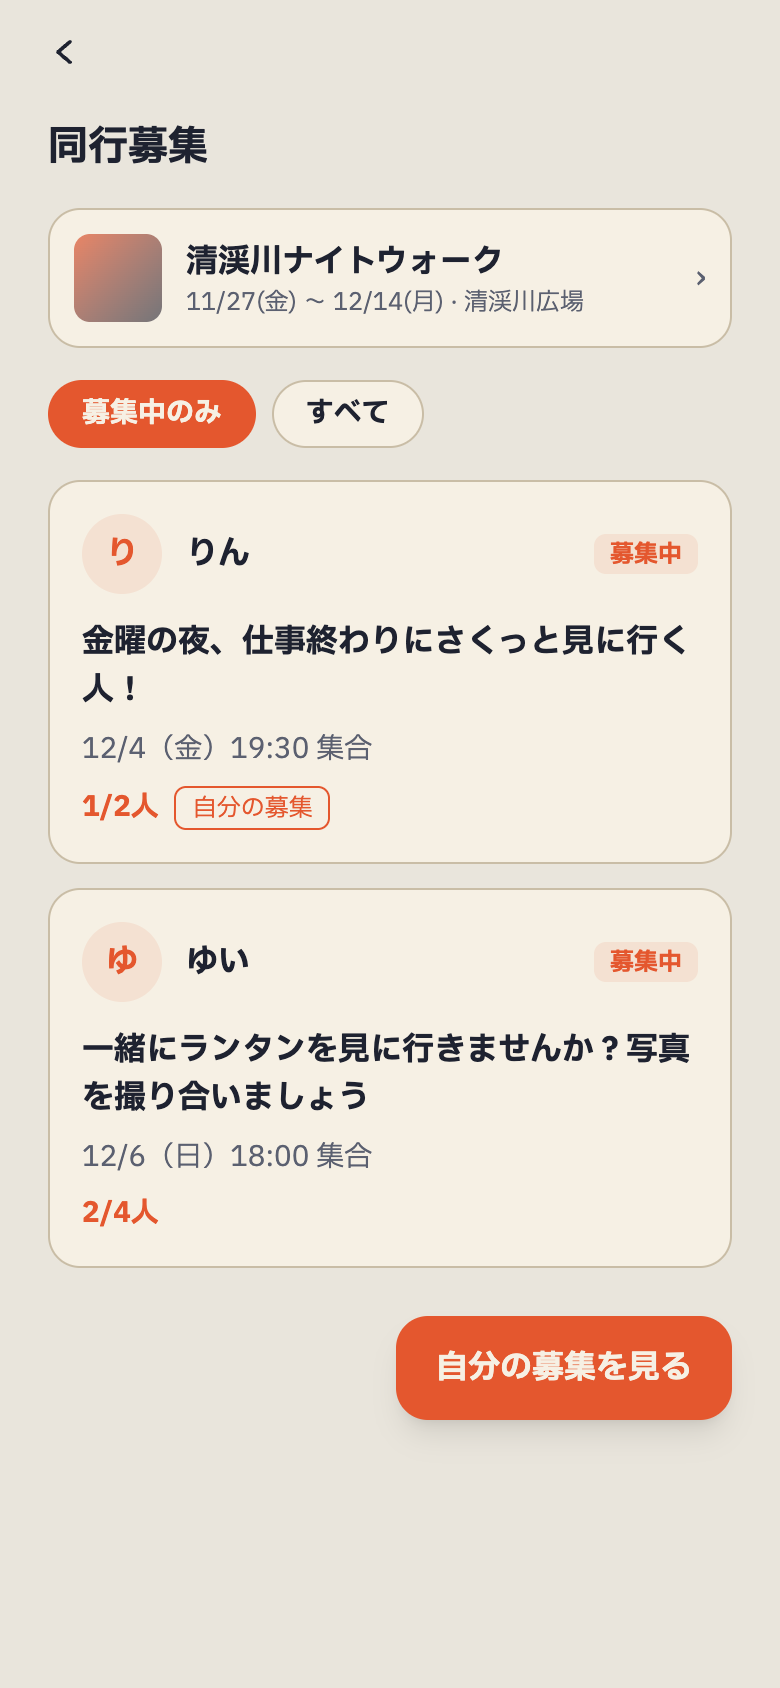 同行募集
清渓川ナイトウォーク
11/27(金) 〜 12/14(月) · 清渓川広場
募集中のみ
すべて
り
りん
募集中
金曜の夜、仕事終わりにさくっと見に行く
人！
12/4（金）19:30 集合
1/2人
自分の募集
ゆ
ゆい
募集中
一緒にランタンを見に行きませんか？写真
を撮り合いましょう
12/6（日）18:00 集合
2/4人
自分の募集を見る